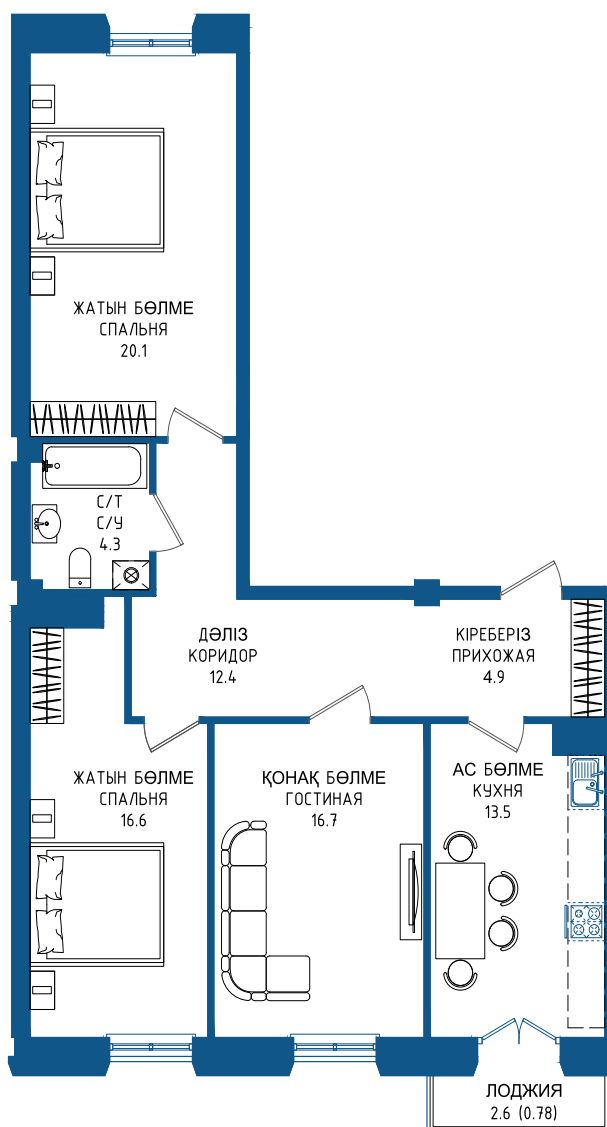 ЖАТЫН БӨЛМЕ
СПАЛЬНЯ
20.1
С/Т
С/У
4.3
ДӘЛІЗ
КОРИДОР
12.4
КІРЕБЕРІЗ
ПРИХОЖАЯ
4.9
ЖАТЫН БӨЛМЕ
СПАЛЬНЯ
16.6
ҚОНАҚ БӨЛМЕ
ГОСТИНАЯ
16.7
АС БӨЛМЕ
КУХНЯ
13.5
ЛОДЖИЯ
2.6 (0.78)